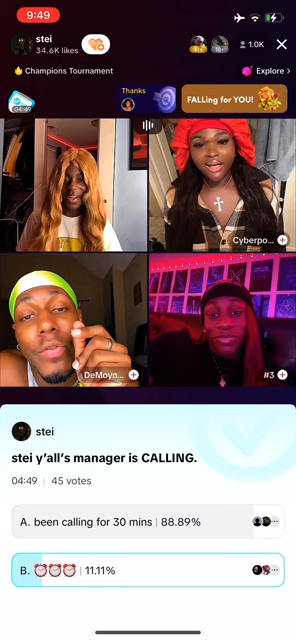 9:49
stei
34.6K likes
1.0K
Champions Tournament
Explore >
04:49
Thanks
FALLing for YOU!
Cyberpo...
DeMoyn...
#3
stei
stei y'all's manager is CALLING.
04:49 | 45 votes
A. been calling for 30 mins | 88.89%
B. ⏰⏰⏰ | 11.11%